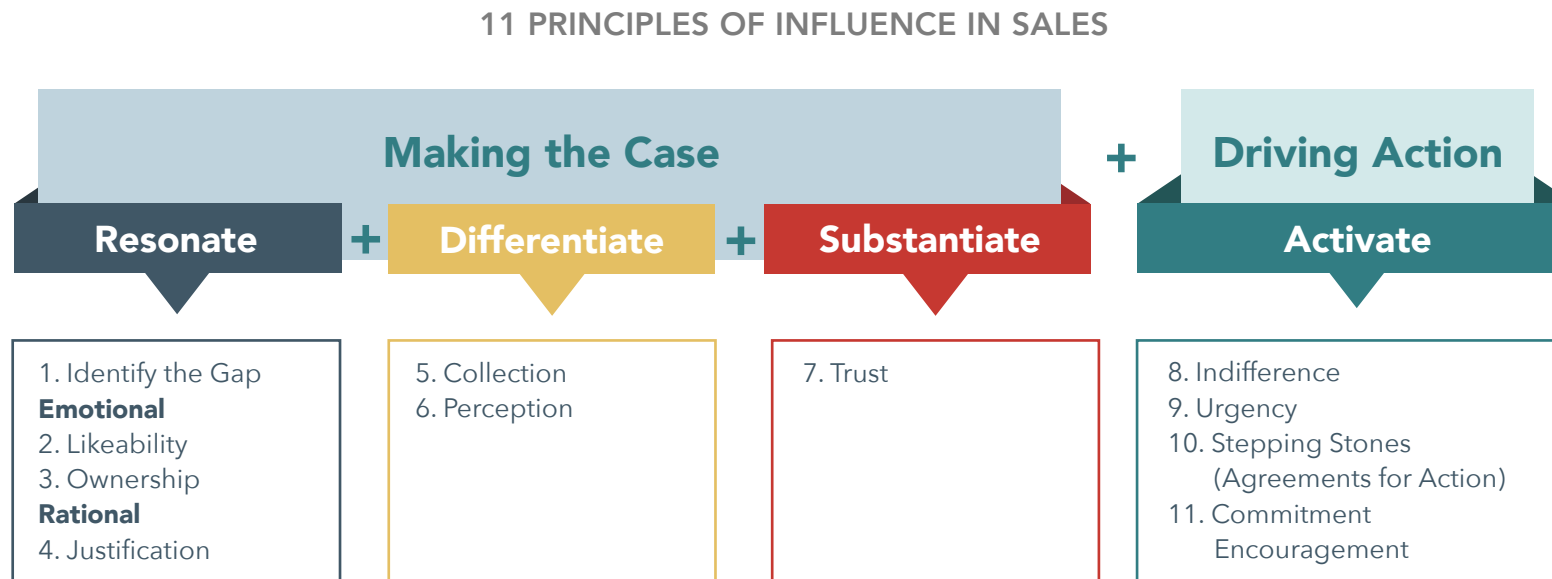 11 PRINCIPLES OF INFLUENCE IN SALES
Making the Case
+
Driving Action
Resonate
+
Differentiate
+
Substantiate
Activate
1. Identify the Gap
Emotional
2. Likeability
3. Ownership
Rational
4. Justification
5. Collection
6. Perception
7. Trust
8. Indifference
9. Urgency
10. Stepping Stones
(Agreements for Action)
11. Commitment
Encouragement